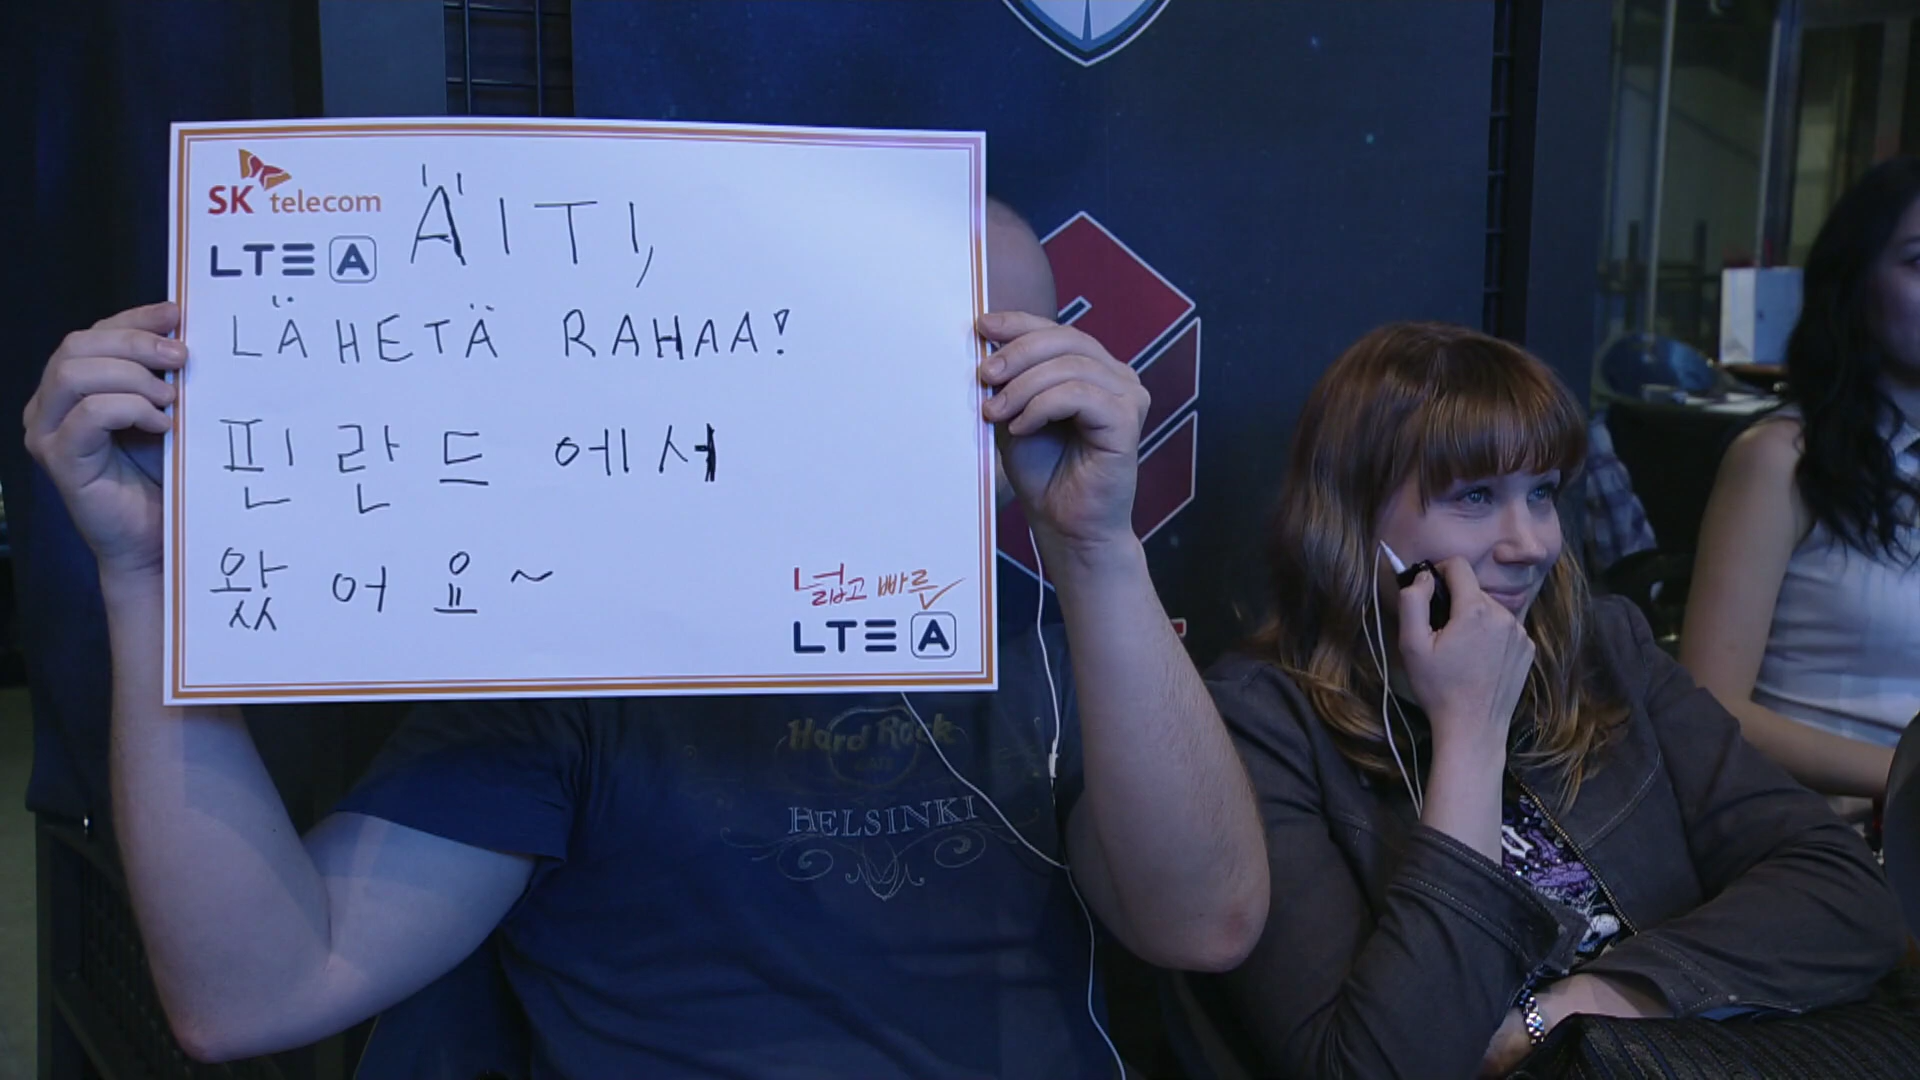 SK telecom
LTE A
ÄITI,
LÄHETÄ RAHAA!
핀란드 에서
왔어요~
넓고 빠른
LTE A
Hard Rock
CAFE
HELSINKI